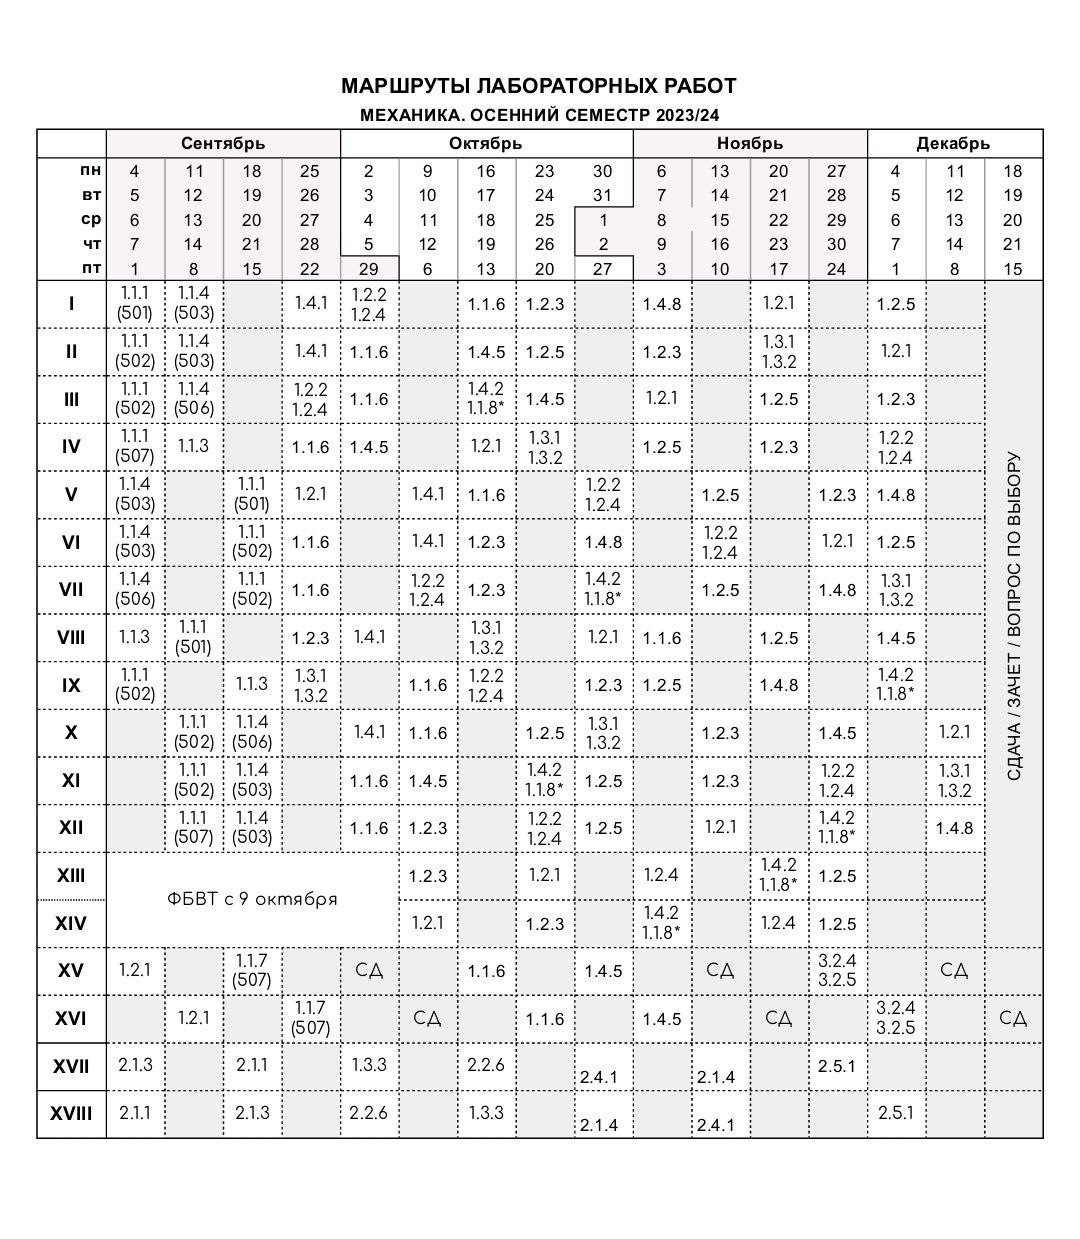 МАРШРУТЫ ЛАБОРАТОРНЫХ РАБОТ
МЕХАНИКА. ОСЕННИЙ СЕМЕСТР 2023/24
Сентябрь Октябрь Ноябрь Декабрь
пн 4 11 18 25 2 9 16 23 30 6 13 20 27 4 11 18
вт 5 12 19 26 3 10 17 24 31 7 14 21 28 5 12 19
ср 6 13 20 27 4 11 18 25 1 8 15 22 29 6 13 20
чт 7 14 21 28 5 12 19 26 2 9 16 23 30 7 14 21
пт 1 8 15 22 29 6 13 20 27 3 10 17 24 1 8 15
I 1.1.1 (501) 1.1.4 (503) 1.4.1 1.2.2 1.2.4 1.1.6 1.2.3 1.4.8 1.2.1 1.2.5
II 1.1.1 (502) 1.1.4 (503) 1.4.1 1.1.6 1.4.5 1.2.5 1.2.3 1.3.1 1.3.2 1.2.1
III 1.1.1 (502) 1.1.4 (506) 1.2.2 1.2.4 1.1.6 1.4.2 1.1.8* 1.4.5 1.2.1 1.2.5 1.2.3
IV 1.1.1 (507) 1.1.3 1.1.6 1.4.5 1.2.1 1.3.1 1.3.2 1.2.5 1.2.3 1.2.2 1.2.4
V 1.1.4 (503) 1.1.1 (501) 1.2.1 1.4.1 1.1.6 1.2.2 1.2.4 1.2.5 1.2.3 1.4.8
VI 1.1.4 (503) 1.1.1 (502) 1.1.6 1.4.1 1.2.3 1.4.8 1.2.2 1.2.4 1.2.1 1.2.5
VII 1.1.4 (506) 1.1.1 (502) 1.1.6 1.2.2 1.2.4 1.2.3 1.4.2 1.1.8* 1.2.5 1.4.8 1.3.1 1.3.2
VIII 1.1.3 1.1.1 (501) 1.2.3 1.4.1 1.3.1 1.3.2 1.2.1 1.1.6 1.2.5 1.4.5
IX 1.1.1 (502) 1.1.3 1.3.1 1.3.2 1.1.6 1.2.2 1.2.4 1.2.3 1.2.5 1.4.8 1.4.2 1.1.8*
X 1.1.1 (502) 1.1.4 (506) 1.4.1 1.1.6 1.2.5 1.3.1 1.3.2 1.2.3 1.4.5 1.2.1
XI 1.1.1 (502) 1.1.4 (503) 1.1.6 1.4.5 1.4.2 1.1.8* 1.2.5 1.2.3 1.2.2 1.2.4 1.3.1 1.3.2
XII 1.1.1 (507) 1.1.4 (503) 1.1.6 1.2.3 1.2.2 1.2.4 1.2.5 1.2.1 1.4.2 1.1.8* 1.4.8
СДАЧА / ЗАЧЕТ / ВОПРОС ПО ВЫБОРУ
XIII 1.2.3 1.2.1 1.2.4 1.4.2 1.1.8* 1.2.5
ФБВТ с 9 октября
XIV 1.2.1 1.2.3 1.4.2 1.1.8* 1.2.4 1.2.5
XV 1.2.1 1.1.7 (507) СД 1.1.6 1.4.5 СД 3.2.4 3.2.5 СД
XVI 1.2.1 1.1.7 (507) СД 1.1.6 1.4.5 СД 3.2.4 3.2.5 СД
XVII 2.1.3 2.1.1 1.3.3 2.2.6 2.4.1 2.1.4 2.5.1
XVIII 2.1.1 2.1.3 2.2.6 1.3.3 2.1.4 2.4.1 2.5.1